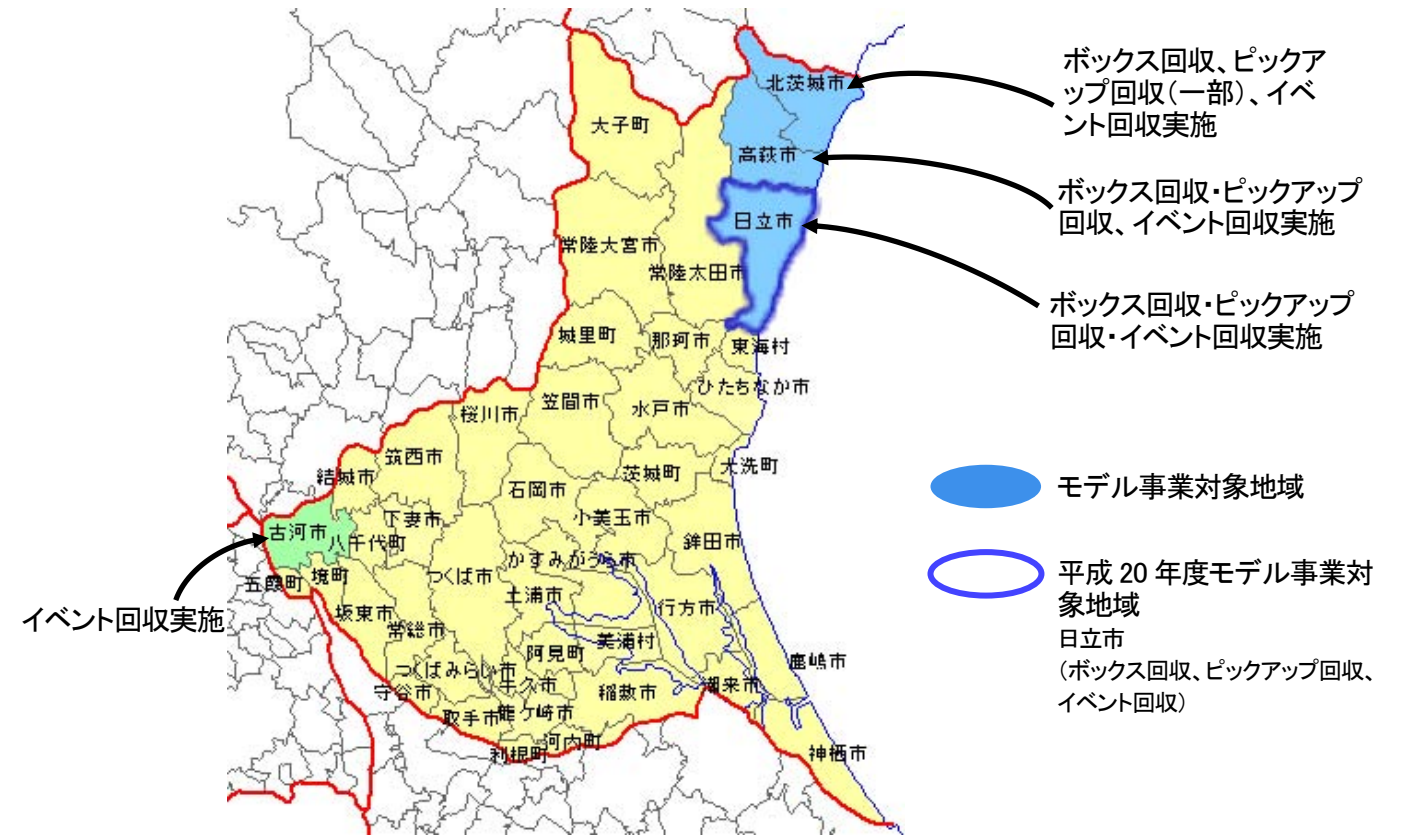 ボックス回収、ピックア
ップ回収（一部）、イベ
ント回収実施
北茨城市
大子町
高萩市
ボックス回収・ピックアップ
回収、イベント回収実施
日立市
常陸大宮市
常陸太田市
ボックス回収・ピックアップ
回収・イベント回収実施
城里町
那珂市
東海村
ひたちなか市
笠間市
水戸市
桜川市
筑西市
茨城町
大洗町
結城市
石岡市
モデル事業対象地域
小美玉市
下妻市
古河市
八千代町
鉾田市
かすみがうら市
つくば市
五霞町
境町
平成 20 年度モデル事業対
象地域
日立市
（ボックス回収、ピックアップ回収、
イベント回収）
土浦市
行方市
坂東市
イベント回収実施
常総市
美浦村
阿見町
鹿嶋市
つくばみらい市
牛久市
守谷市
稲敷市
潮来市
取手市
龍ケ崎市
河内町
利根町
神栖市